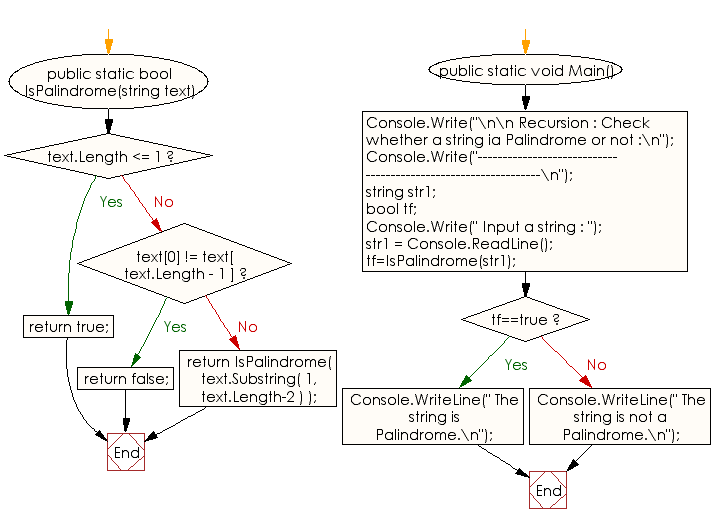 public static bool
IsPalindrome(string text)
text.Length <= 1 ?
Yes
No
text[0] != text[
text.Length - 1 ] ?
return true;
Yes
No
return false;
return IsPalindrome(
text.Substring( 1,
text.Length-2 ) );
End
public static void Main()
Console.Write("\n\n Recursion : Check
whether a string ia Palindrome or not :\n");
Console.Write("----------------------------
-----------------------------------\n");
string str1;
bool tf;
Console.Write(" Input a string : ");
str1 = Console.ReadLine();
tf=IsPalindrome(str1);
tf==true ?
Yes
No
Console.WriteLine(" The
string is
Palindrome.\n");
Console.WriteLine(" The
string is not a
Palindrome.\n");
End